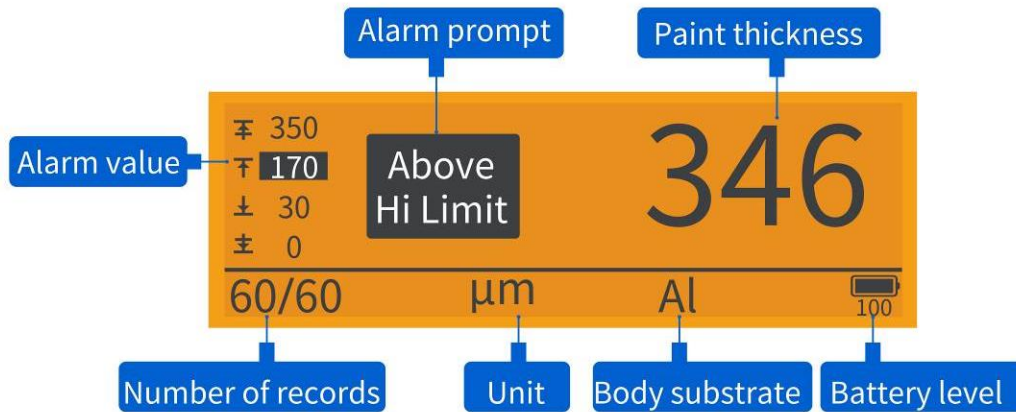 Alarm prompt
Paint thickness
Alarm value
350
170
30
0
Above
Hi Limit
346
60/60
μm
Al
100
Number of records
Unit
Body substrate
Battery level